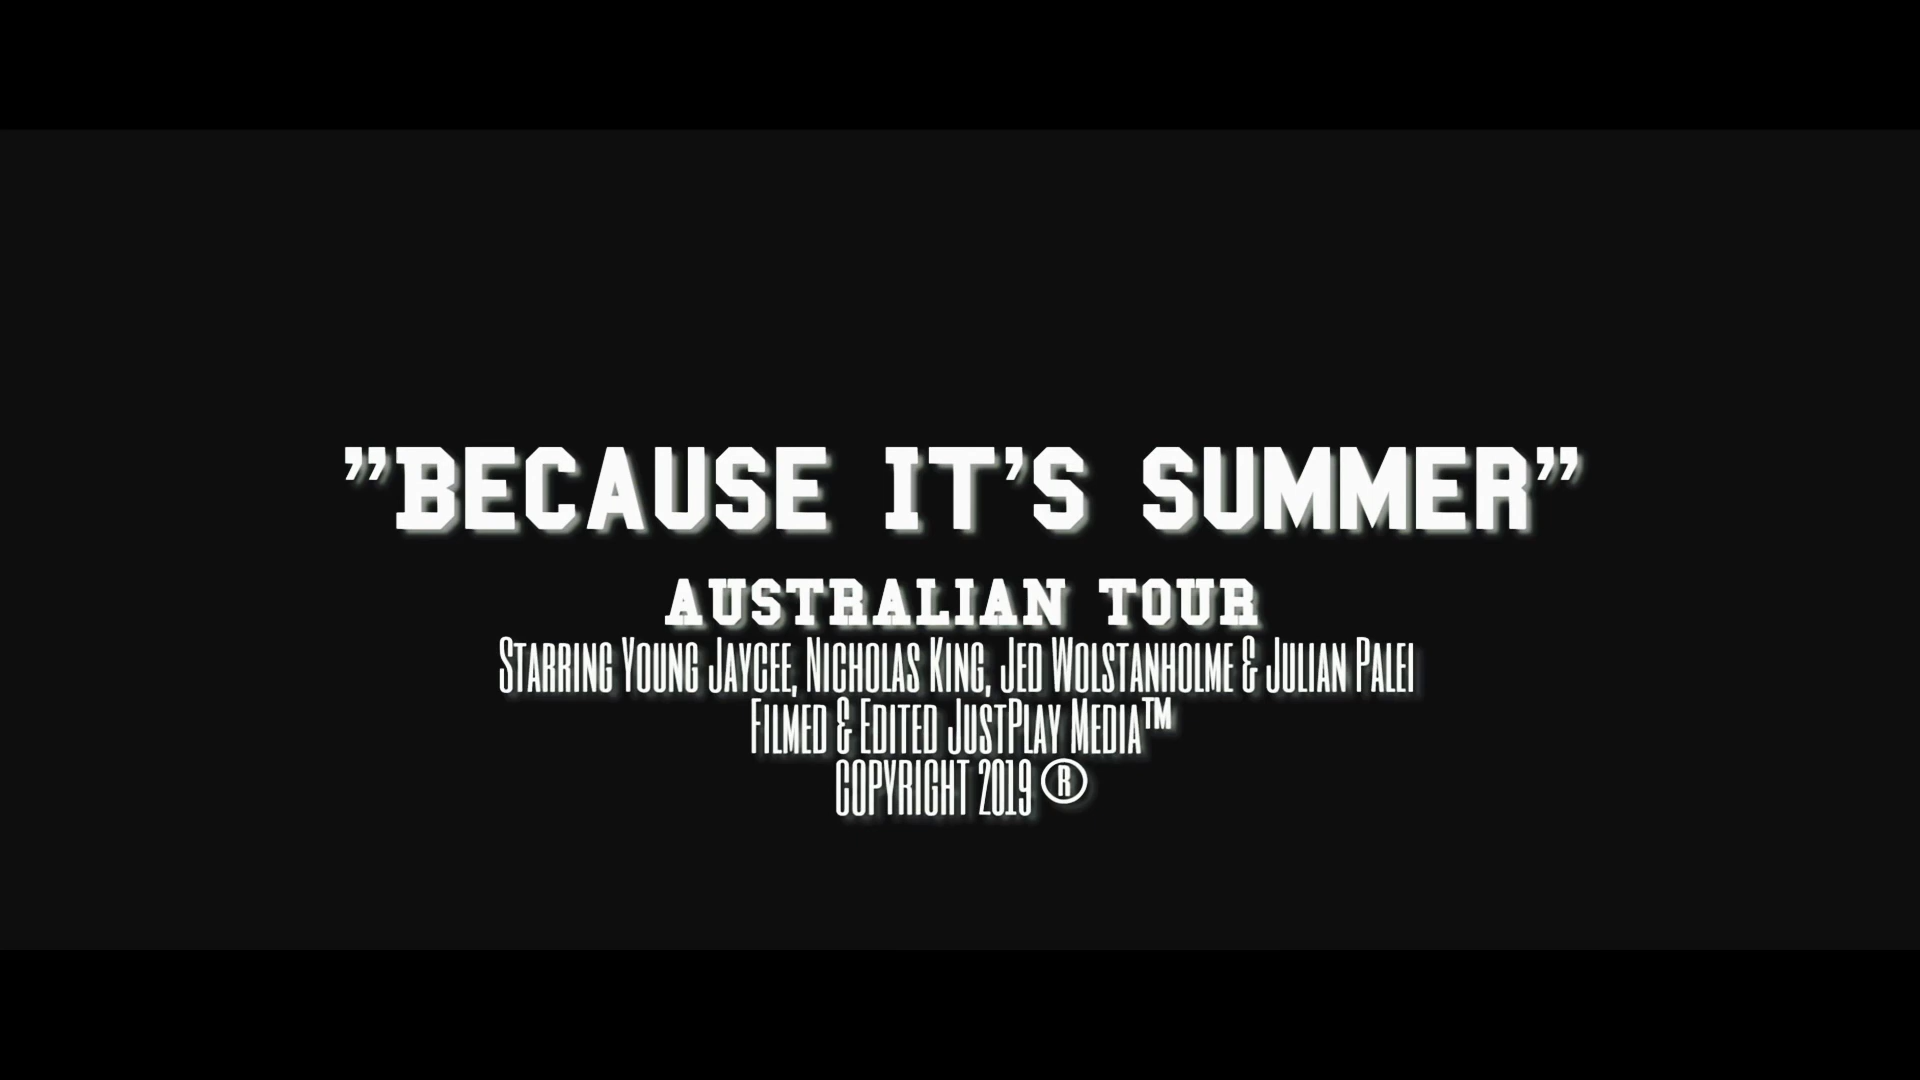 ”BECAUSE IT’S SUMMER”
AUSTRALIAN TOUR
STARRING YOUNG JAYCEE, NICHOLAS KING, JED WOLSTANHOLME & JULIAN PALEI
FILMED & EDITED JUSTPLAY MEDIA™
COPYRIGHT 2019 ®